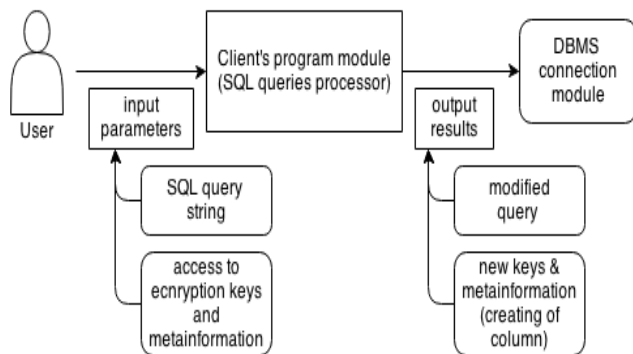 User
input
parameters
SQL query
string
access to
ecnryption keys
and
metainformation
Client's program module
(SQL queries processor)
output
results
modified
query
new keys &
metainformation
(creating of
column)
DBMS
connection
module